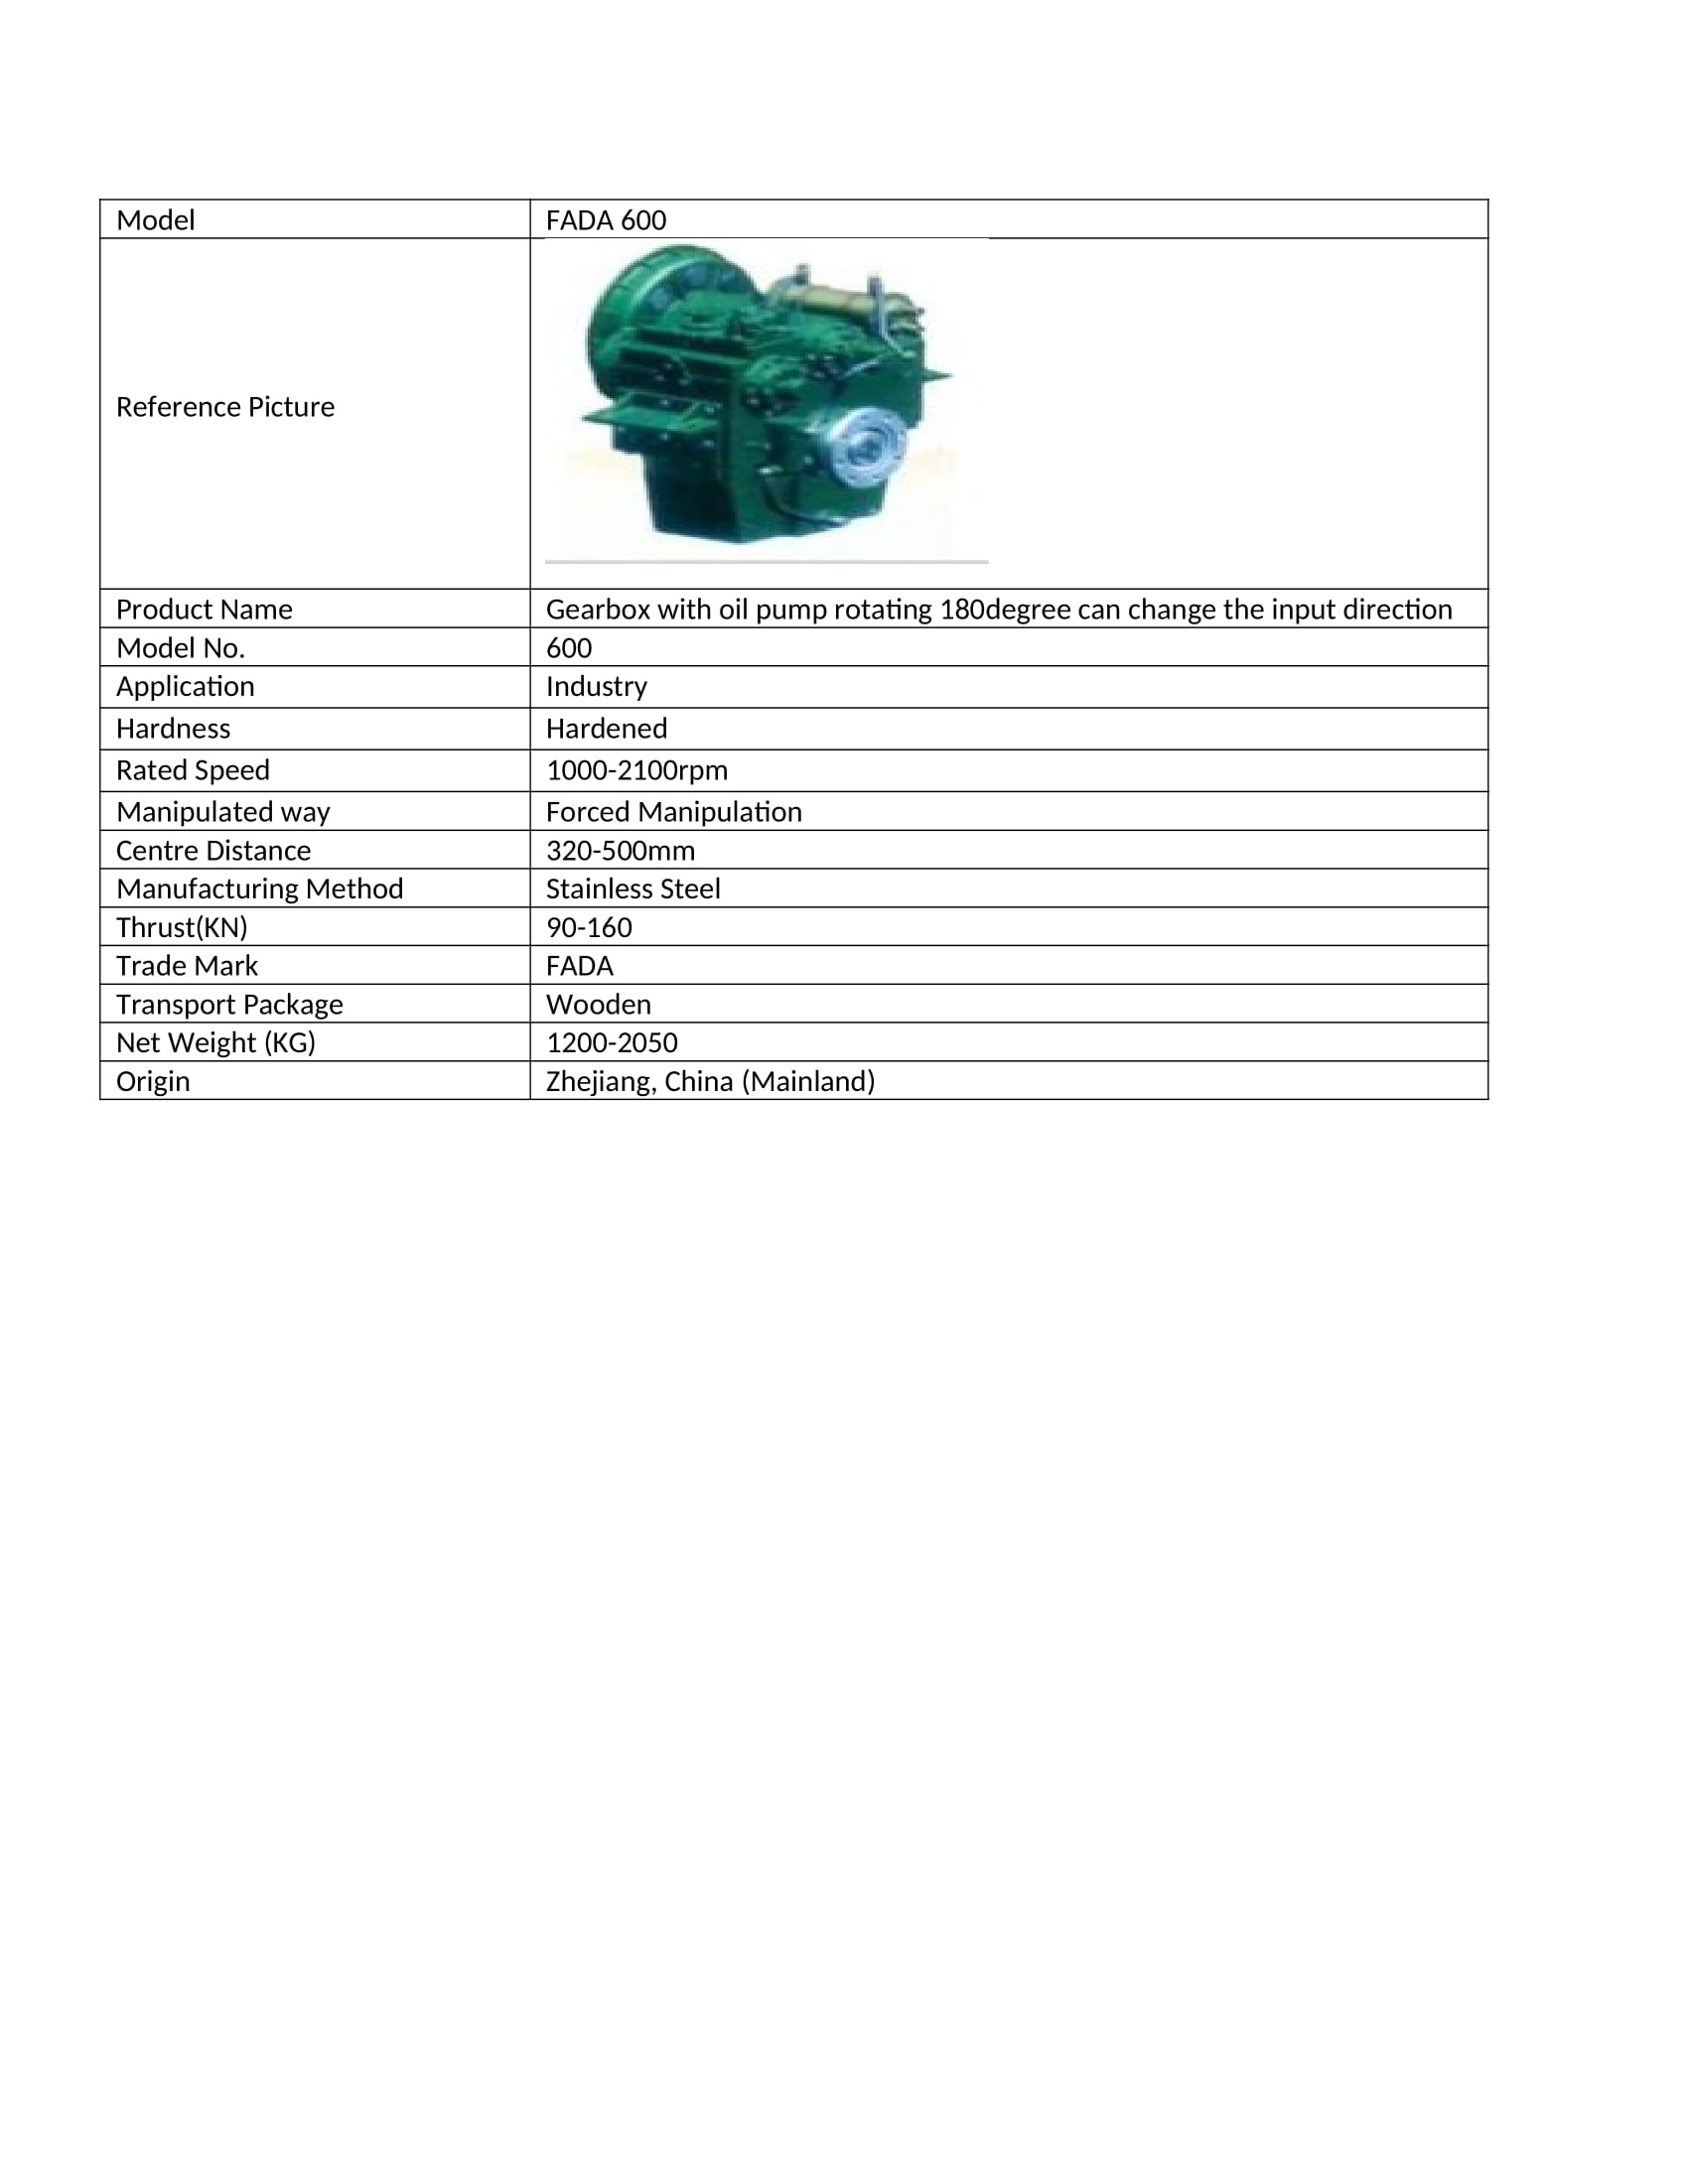 Model FADA 600
Reference Picture
Product Name Gearbox with oil pump rotating 180degree can change the input direction
Model No. 600
Application Industry
Hardness Hardened
Rated Speed 1000-2100rpm
Manipulated way Forced Manipulation
Centre Distance 320-500mm
Manufacturing Method Stainless Steel
Thrust(KN) 90-160
Trade Mark FADA
Transport Package Wooden
Net Weight (KG) 1200-2050
Origin Zhejiang, China (Mainland)